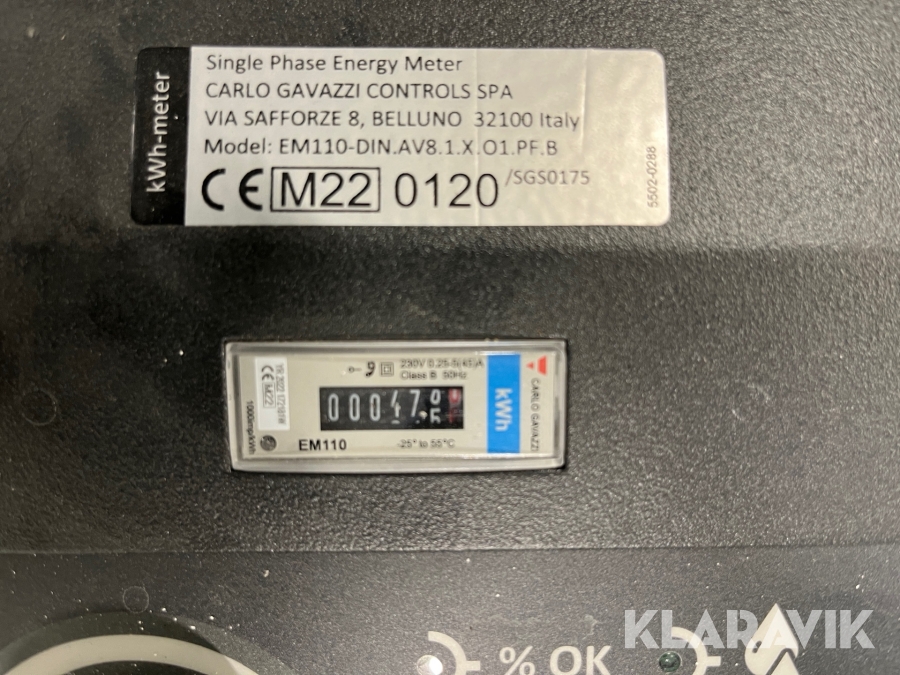 kWh-meter
Single Phase Energy Meter
CARLO GAVAZZI CONTROLS SPA
VIA SAFFORZE 8, BELLUNO 32100 Italy
Model: EM110-DIN.AV8.1.X.O1.PF.B
CE M22 0120 /SGS0175
5502-0288
230V 0.25-5(45)A
Class B 50Hz
CE M22
1000imp/kWh
00047
EM110
-25° to 55°C
kWh
CARLO GAVAZZI
% OK
KLARAVIK